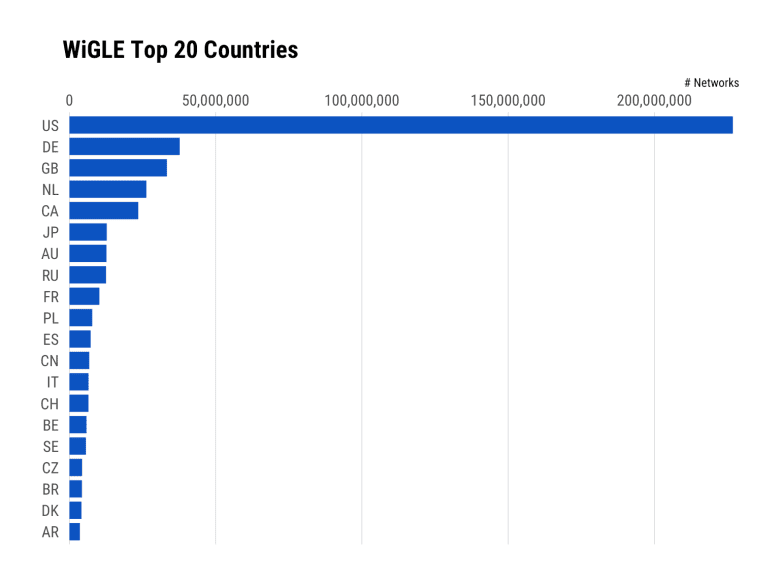 WiGLE Top 20 Countries
# Networks
0 50,000,000 100,000,000 150,000,000 200,000,000
US
DE
GB
NL
CA
JP
AU
RU
FR
PL
ES
CN
IT
CH
BE
SE
CZ
BR
DK
AR